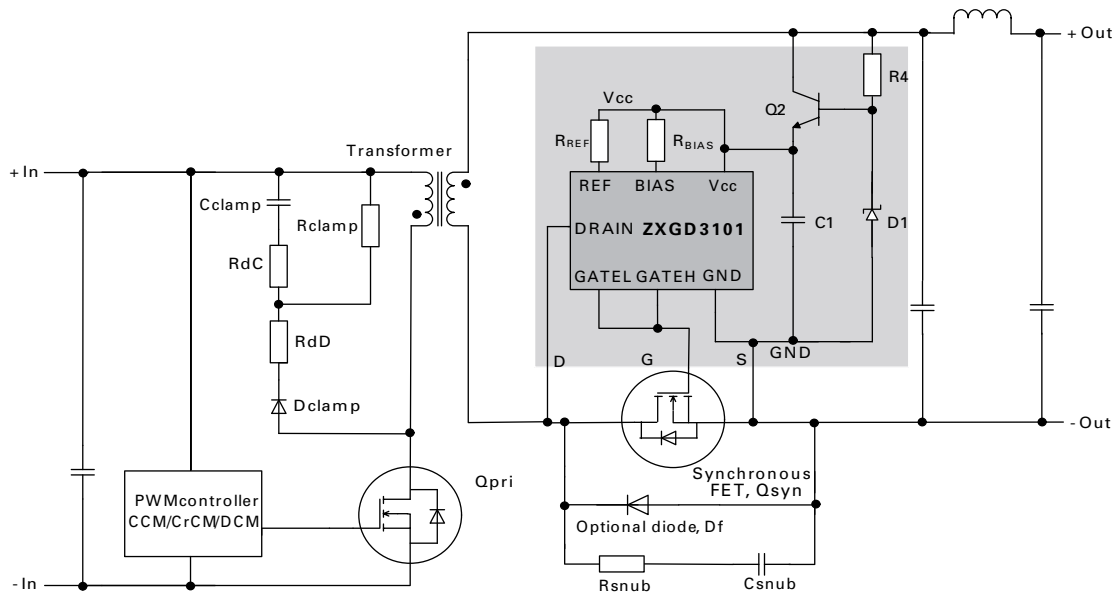 +Out
R4
Vcc
Q2
RREF
RBIAS
Transformer
+In
REF BIAS Vcc
Cclamp
Rclamp
DRAIN ZXGD3101
C1
D1
GATEL GATEH GND
RdC
RdD
GND
D
G
S
Dclamp
-Out
Synchronous
FET, Qsyn
Qpri
PWMcontroller
CCM/CrCM/DCM
Optional diode, Df
-In
Rsnub
Csnub